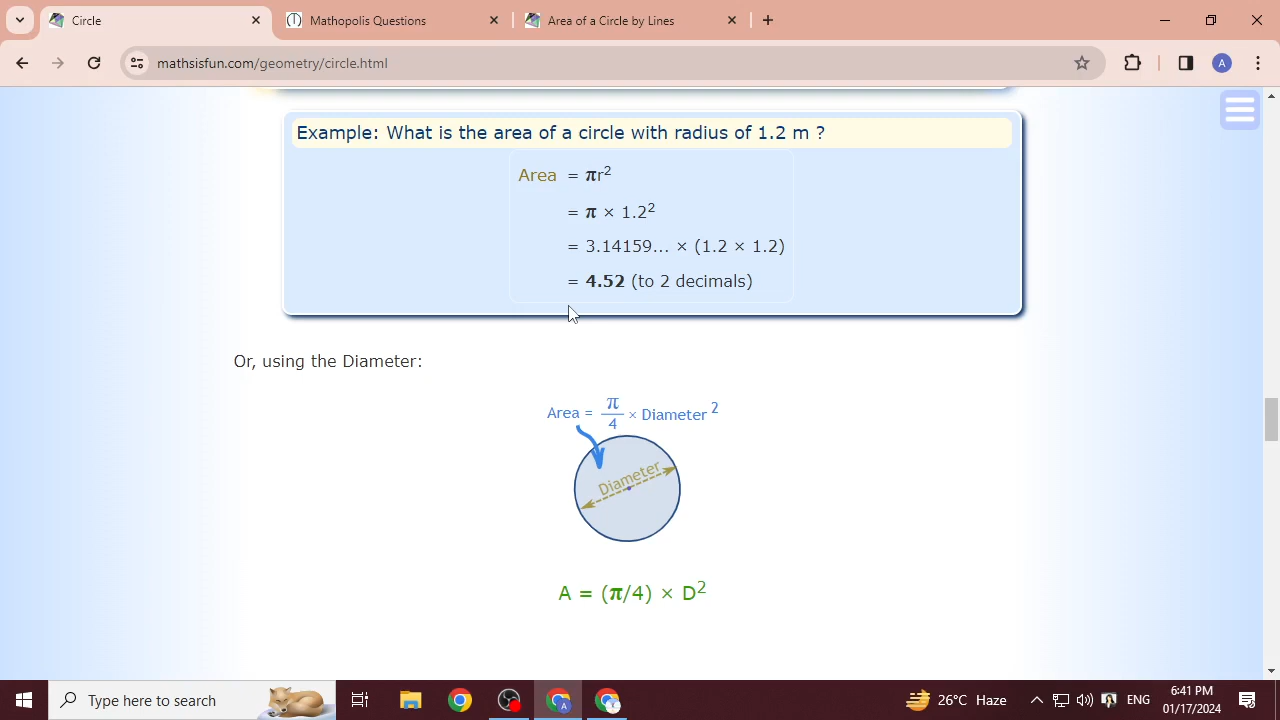 Circle
Mathopolis Questions
Area of a Circle by Lines
mathsisfun.com/geometry/circle.html
A
Example: What is the area of a circle with radius of 1.2 m ?
Area = πr²
= π × 1.2²
= 3.14159... × (1.2 × 1.2)
= 4.52 (to 2 decimals)
Or, using the Diameter:
Area = π/4 × Diameter²
Diameter
A = (π/4) × D²
Type here to search
A
26°C Haze
ENG
6:41 PM
01/17/2024